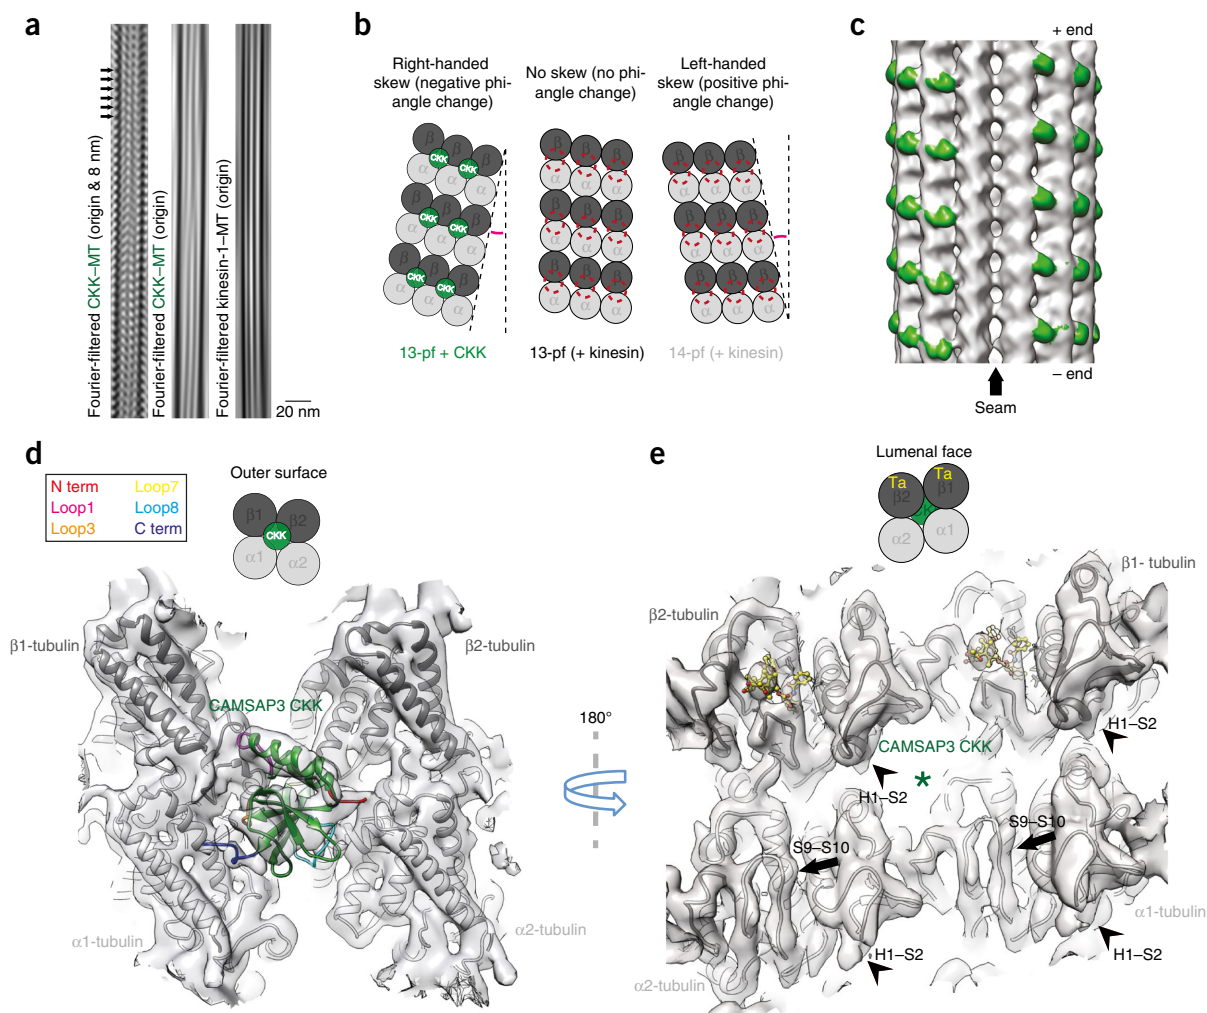 a
Fourier-filtered CKK–MT (origin & 8 nm)
Fourier-filtered CKK–MT (origin)
Fourier-filtered kinesin-1–MT (origin)
20 nm
b
Right-handed
skew (negative phi-
angle change)
No skew (no phi-
angle change)
Left-handed
skew (positive phi-
angle change)
β β β
CKK CKK
α α
β β β
CKK CKK
α α α
β β β
CKK CKK
α α α
β β β
α α α
β β β
α α α
β β β
α α α
β β β
α α α
β β β
α α α
β β β
α α α
13-pf + CKK
13-pf (+ kinesin)
14-pf (+ kinesin)
c
+ end
– end
Seam
d
N term
Loop7
Loop1
Loop8
Loop3
C term
Outer surface
β1
β2
CKK
α1
α2
β1-tubulin
β2-tubulin
CAMSAP3 CKK
α1-tubulin
α2-tubulin
180°
e
Lumenal face
Ta
Ta
β2
β1
CKK
α2
α1
β1- tubulin
β2-tubulin
H1–S2
CAMSAP3 CKK
*
H1–S2
S9–S10
S9–S10
α1-tubulin
H1–S2
H1–S2
α2-tubulin